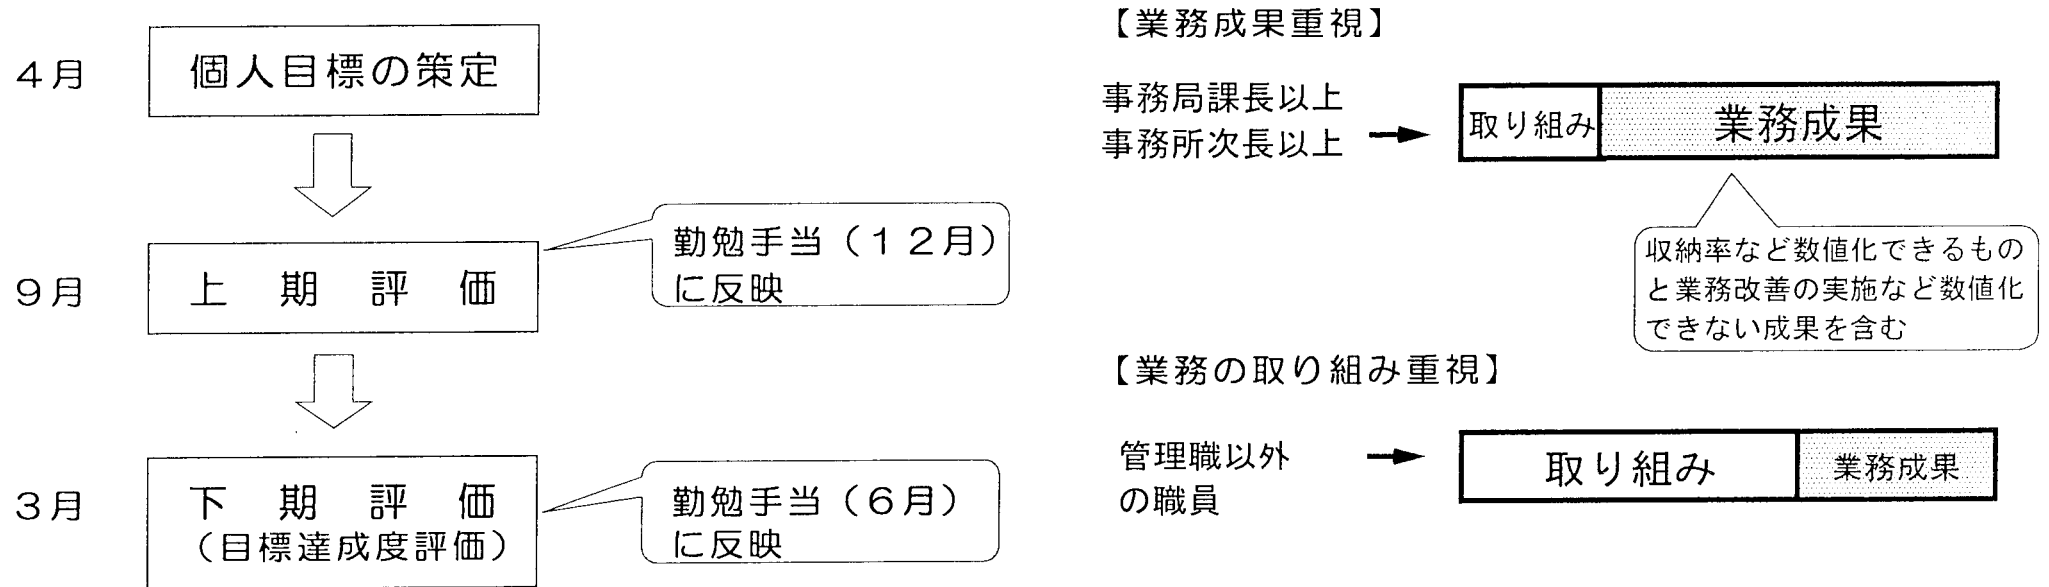 4月
個人目標の策定
9月
上期評価
勤勉手当(12月)
に反映
3月
下期評価
(目標達成度評価)
勤勉手当(6月)
に反映
【業務成果重視】
事務局課長以上
事務所次長以上
取り組み
業務成果
収納率など数値化できるもの
と業務改善の実施など数値化
できない成果を含む
【業務の取り組み重視】
管理職以外
の職員
取り組み
業務成果